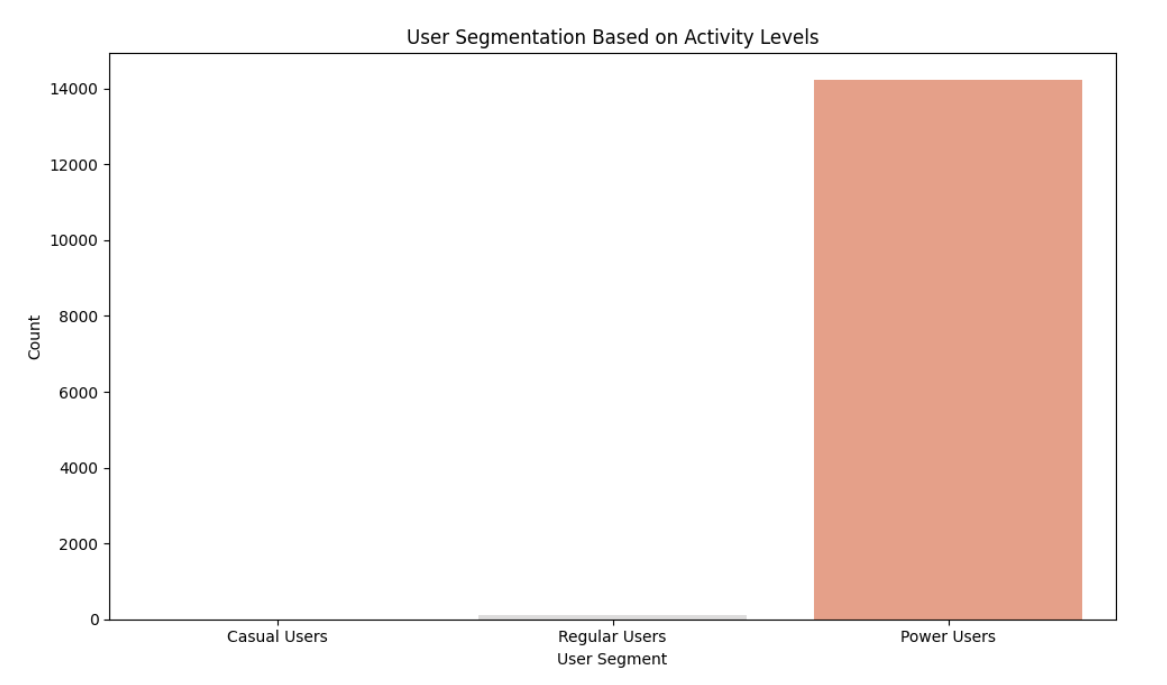 User Segmentation Based on Activity Levels
14000
12000
10000
8000
6000
4000
2000
0
Count
Casual Users
Regular Users
Power Users
User Segment